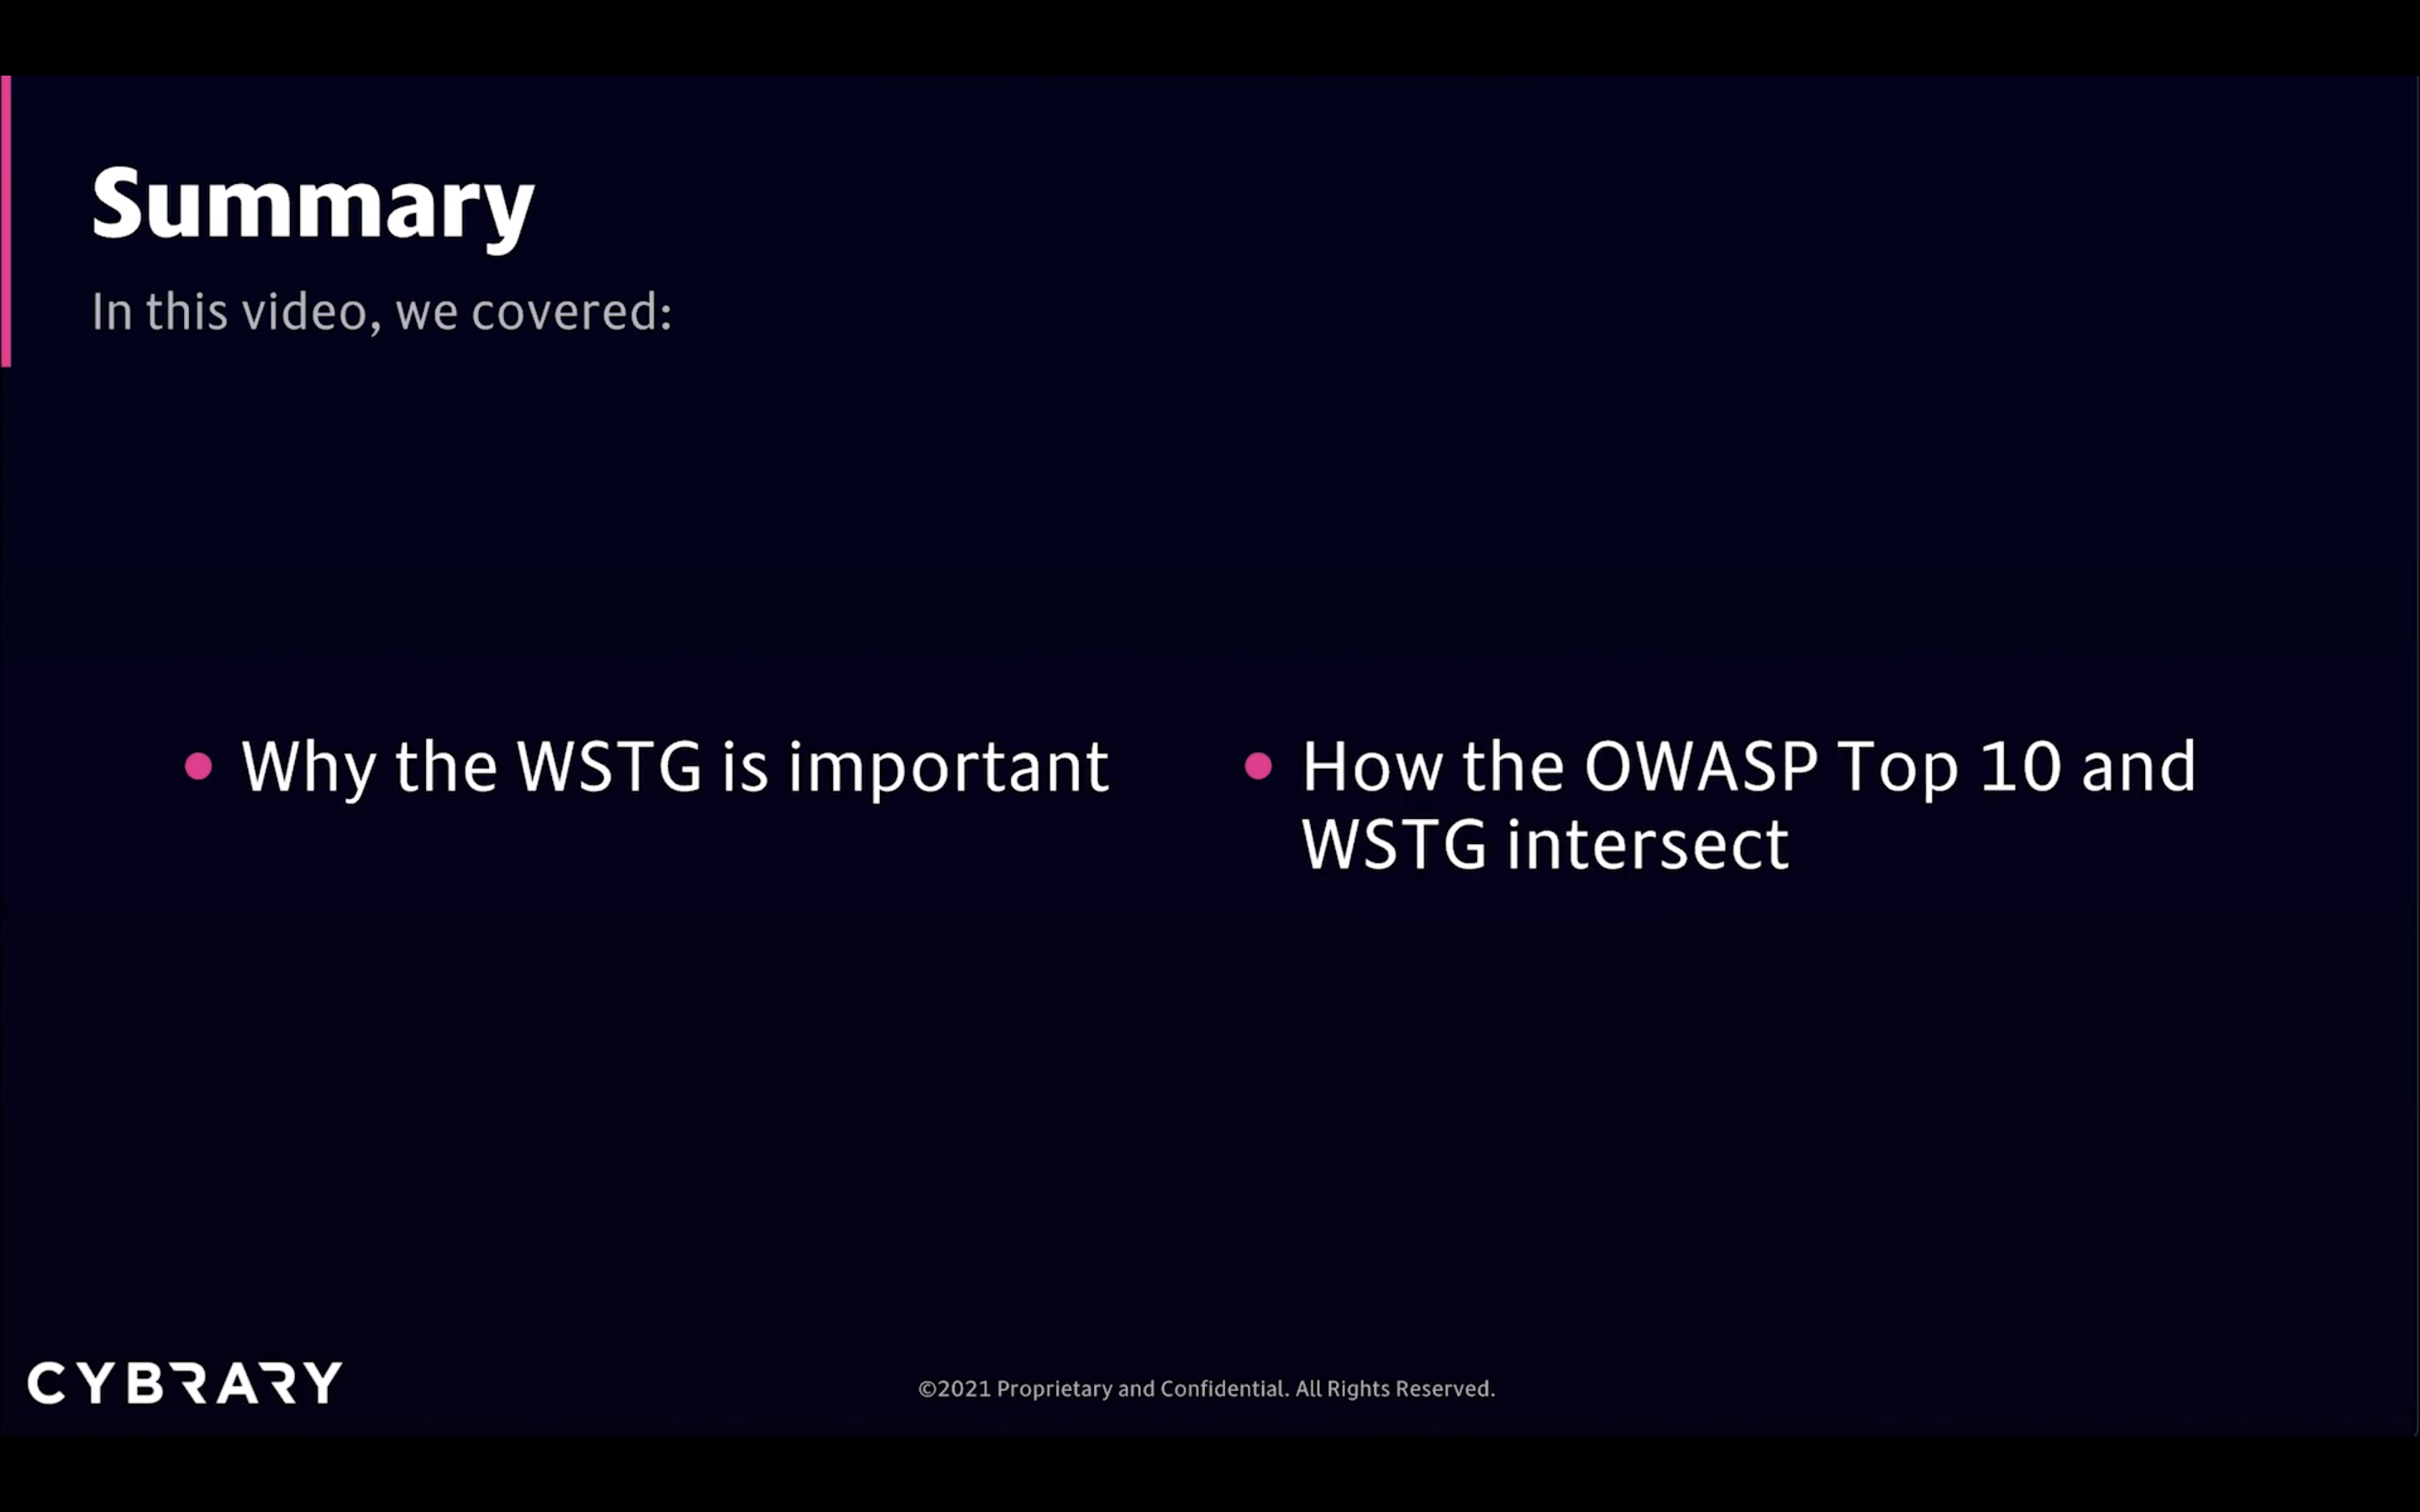 Summary
In this video, we covered:
Why the WSTG is important
How the OWASP Top 10 and
WSTG intersect
CYBRARY
©2021 Proprietary and Confidential. All Rights Reserved.